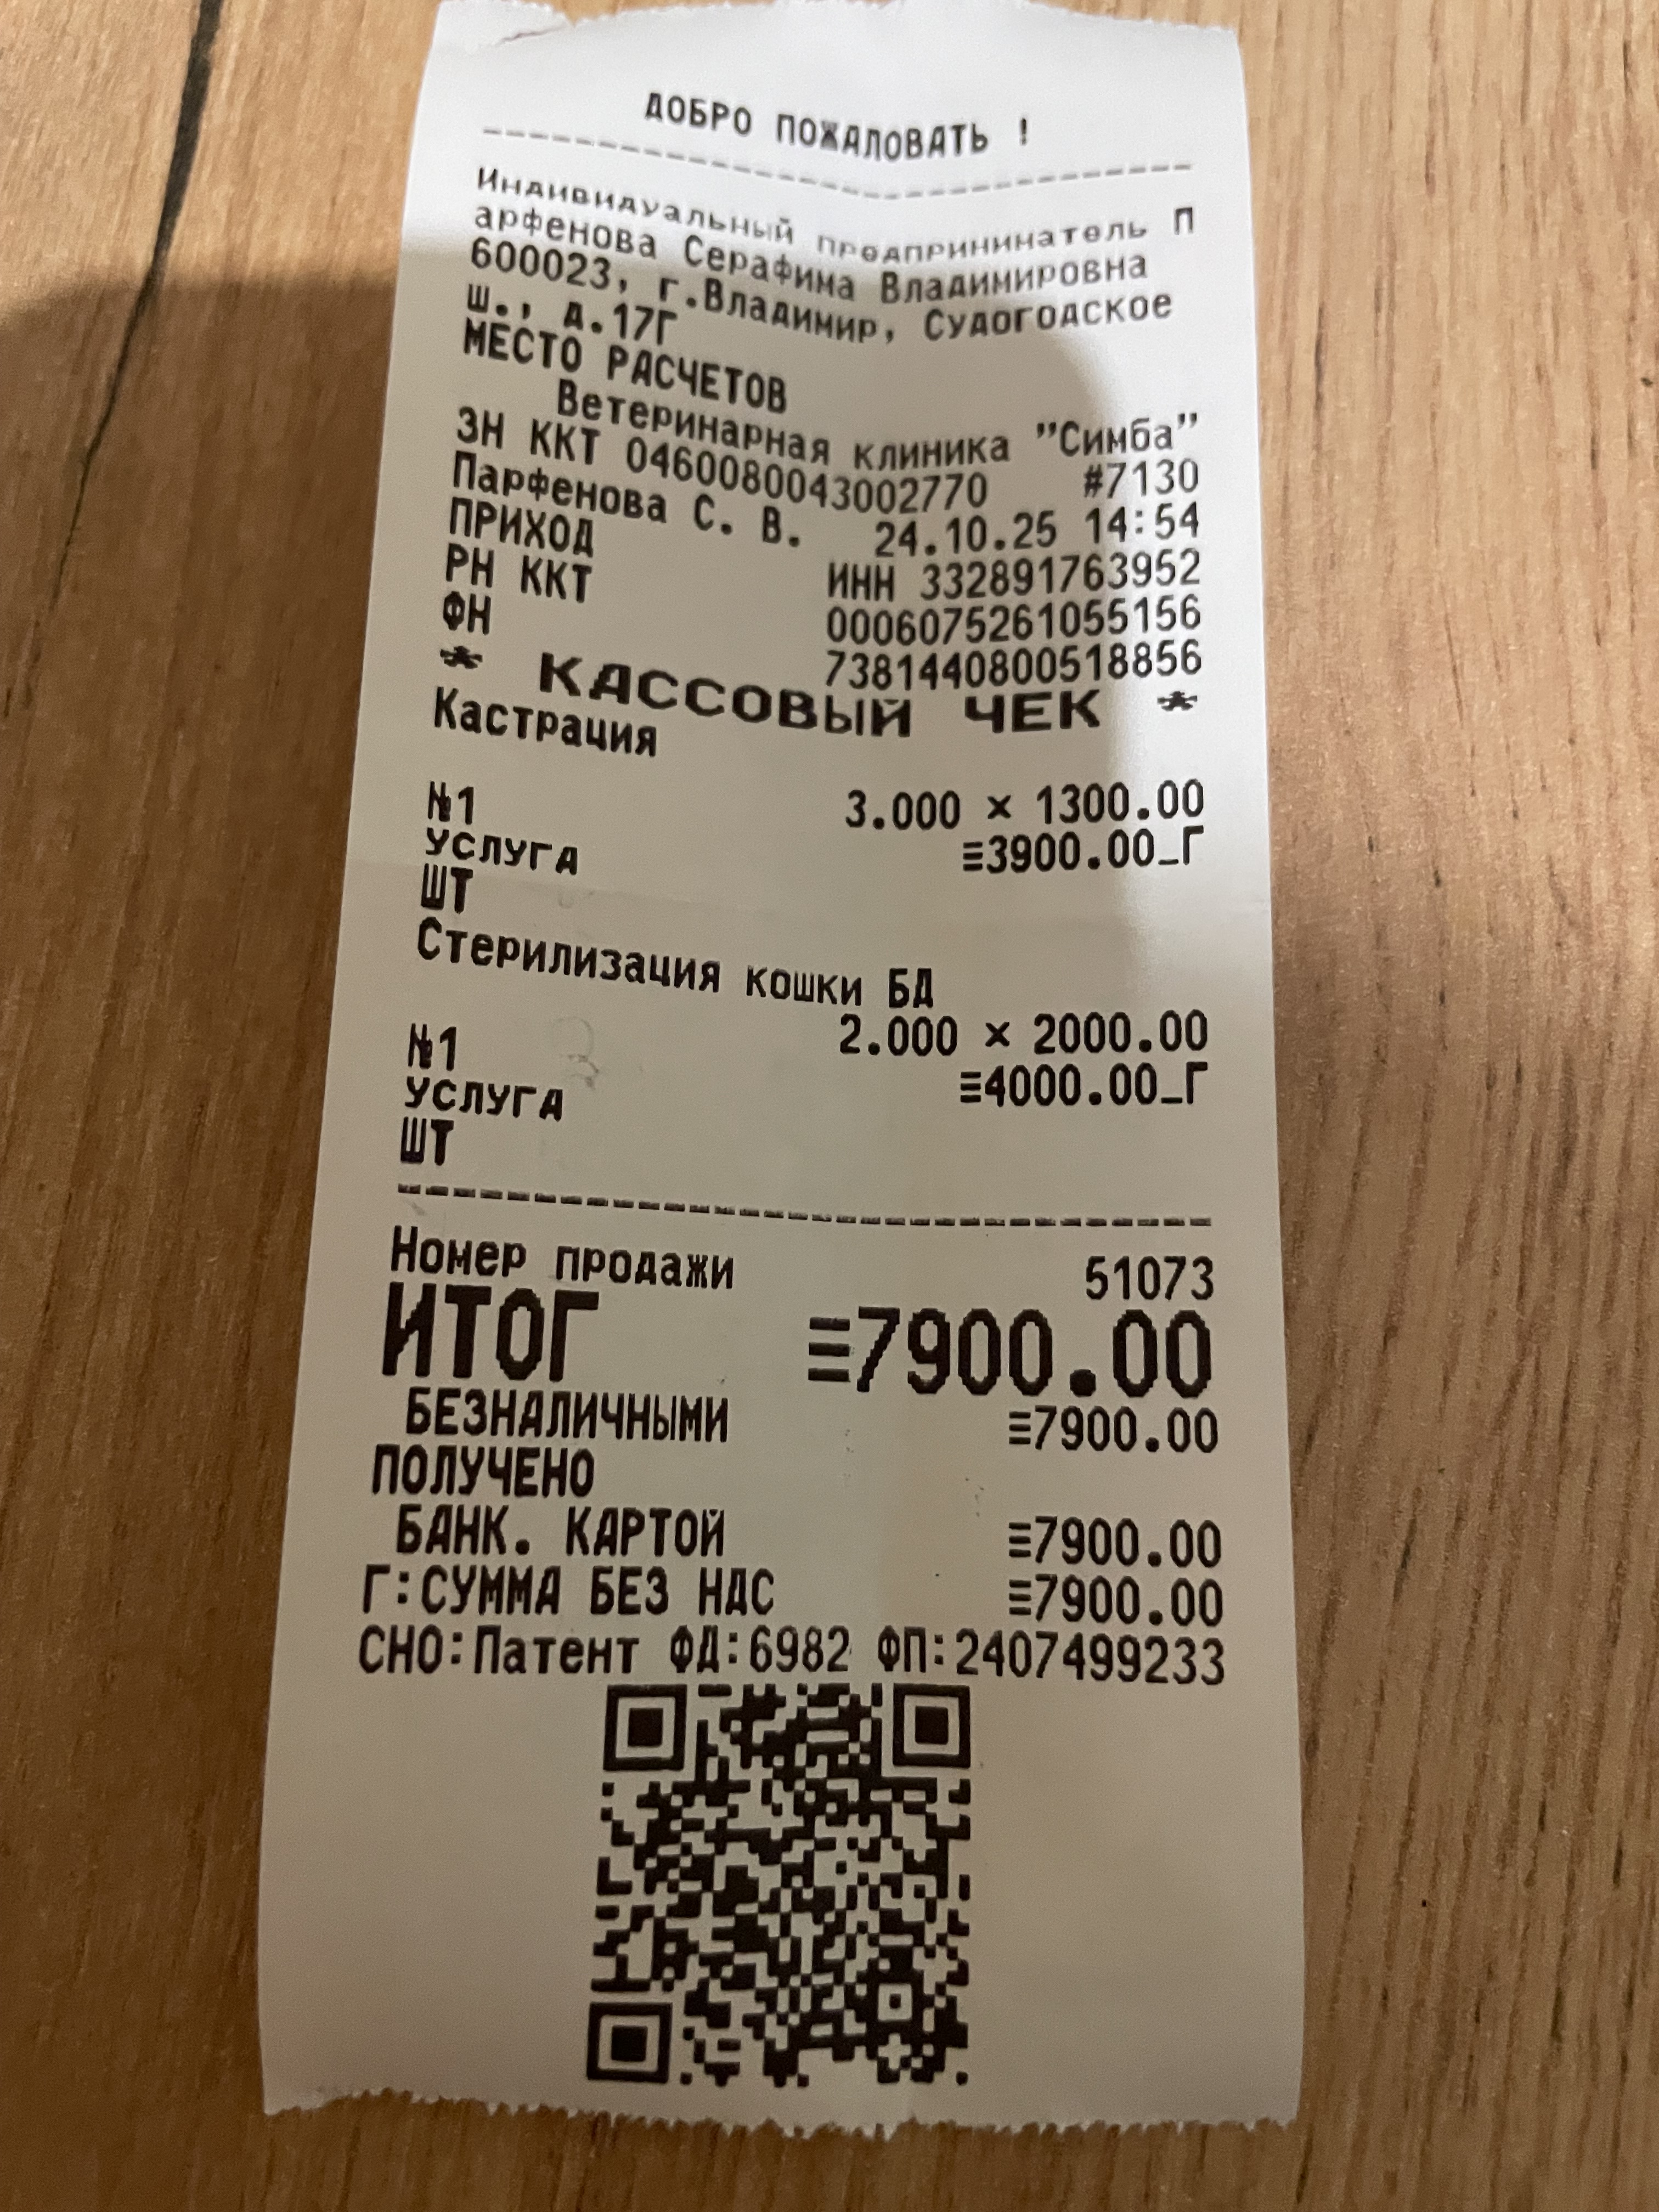 ДОБРО ПОЖАЛОВАТЬ !
Индивидуальный предприниматель П
арфенова Серафима Владимировна
600023, г.Владимир, Судогодское
ш., д.17Г
МЕСТО РАСЧЕТОВ
Ветеринарная клиника "Симба"
ЗН ККТ 0460080043002770 #7130
Парфенова С. В. 24.10.25 14:54
ПРИХОД ИНН 332891763952
РН ККТ 0006075261055156
ФН 7381440800518856
* КАССОВЫЙ ЧЕК *
Кастрация
№1 3.000 × 1300.00
УСЛУГА ≡3900.00_Г
ШТ
Стерилизация кошки БД
№1 2.000 × 2000.00
УСЛУГА ≡4000.00_Г
ШТ
Номер продажи 51073
ИТОГ ≡7900.00
БЕЗНАЛИЧНЫМИ ≡7900.00
ПОЛУЧЕНО
БАНК. КАРТОЙ ≡7900.00
Г:СУММА БЕЗ НДС ≡7900.00
СНО:Патент ФД:6982 ФП:2407499233